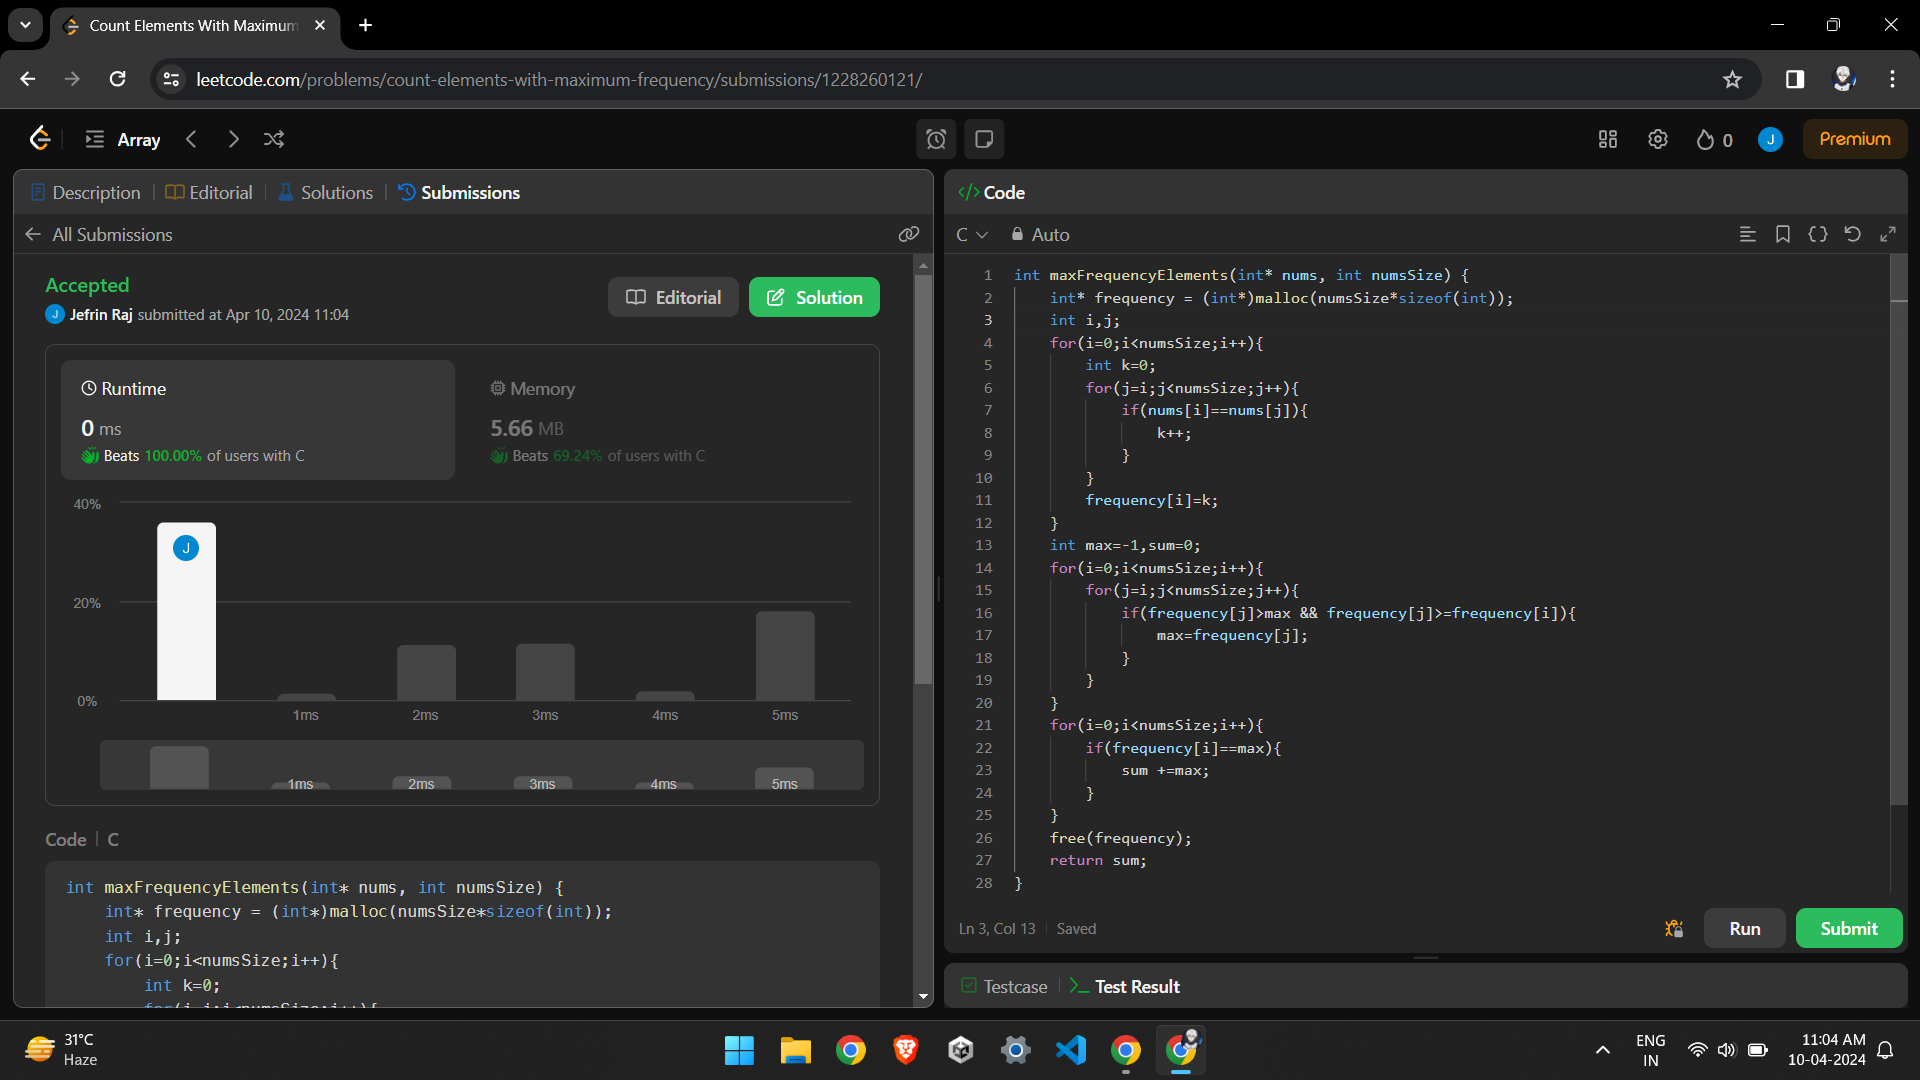 Count Elements With Maximum
leetcode.com/problems/count-elements-with-maximum-frequency/submissions/1228260121/
Array
0
J
Premium
Description
Editorial
Solutions
Submissions
All Submissions
Accepted
J Jefrin Raj submitted at Apr 10, 2024 11:04
Editorial
Solution
Runtime
0 ms
Beats 100.00% of users with C
Memory
5.66 MB
Beats 69.24% of users with C
40%
20%
0%
J
1ms 2ms 3ms 4ms 5ms
1ms 2ms 3ms 4ms 5ms
Code | C
int maxFrequencyElements(int* nums, int numsSize) {
    int* frequency = (int*)malloc(numsSize*sizeof(int));
    int i,j;
    for(i=0;i<numsSize;i++){
        int k=0;
        for(j=i;j<numsSize;j++){
</> Code
C
Auto
1 int maxFrequencyElements(int* nums, int numsSize) {
2     int* frequency = (int*)malloc(numsSize*sizeof(int));
3     int i,j;
4     for(i=0;i<numsSize;i++){
5         int k=0;
6         for(j=i;j<numsSize;j++){
7             if(nums[i]==nums[j]){
8                 k++;
9             }
10         }
11         frequency[i]=k;
12     }
13     int max=-1,sum=0;
14     for(i=0;i<numsSize;i++){
15         for(j=i;j<numsSize;j++){
16             if(frequency[j]>max && frequency[j]>=frequency[i]){
17                 max=frequency[j];
18             }
19         }
20     }
21     for(i=0;i<numsSize;i++){
22         if(frequency[i]==max){
23             sum +=max;
24         }
25     }
26     free(frequency);
27     return sum;
28 }
Ln 3, Col 13 | Saved
Run
Submit
Testcase
Test Result
31°C
Haze
ENG
IN
11:04 AM
10-04-2024